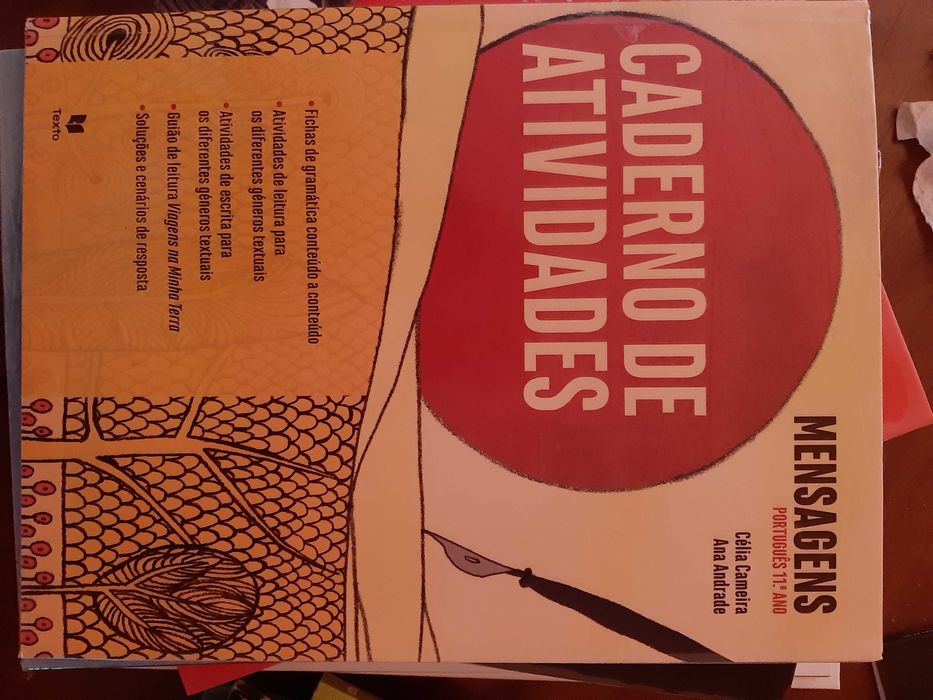 MENSAGENS
PORTUGUÊS 11.º ANO
Célia Cameira
Ana Andrade
CADERNO DE
ATIVIDADES
• Fichas de gramática conteúdo a conteúdo
• Atividades de leitura para
os diferentes géneros textuais
• Atividades de escrita para
os diferentes géneros textuais
• Guião de leitura Viagens na Minha Terra
• Soluções e cenários de resposta
Texto